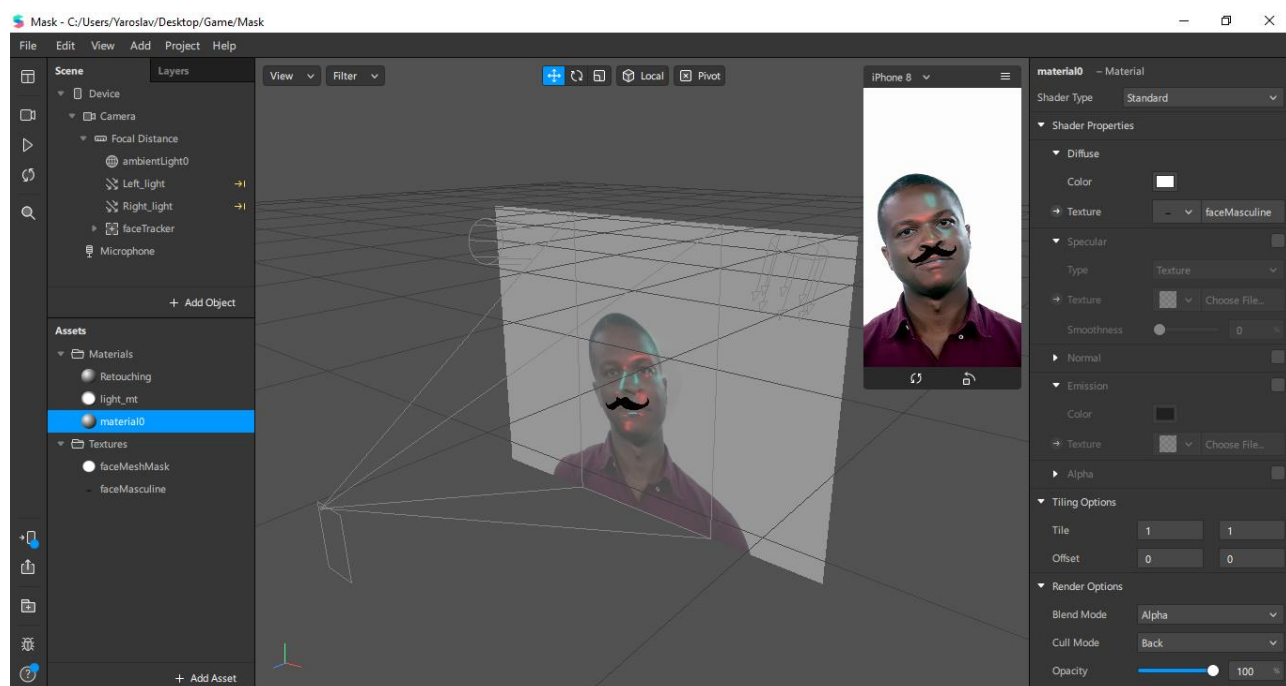 Mask - C:/Users/Yaroslav/Desktop/Game/Mask
File Edit View Add Project Help
Scene Layers
Device
Camera
Focal Distance
ambientLight0
Left_light
Right_light
faceTracker
Microphone
+ Add Object
Assets
Materials
Retouching
light_mt
material0
Textures
faceMeshMask
faceMasculine
+ Add Asset
View Filter Local Pivot
iPhone 8
material0 – Material
Shader Type Standard
Shader Properties
Diffuse
Color
Texture faceMasculine
Specular
Type Texture
Texture Choose File...
Smoothness 0 %
Normal
Emission
Color
Texture Choose File...
Alpha
Tiling Options
Tile 1 1
Offset 0 0
Render Options
Blend Mode Alpha
Cull Mode Back
Opacity 100 %